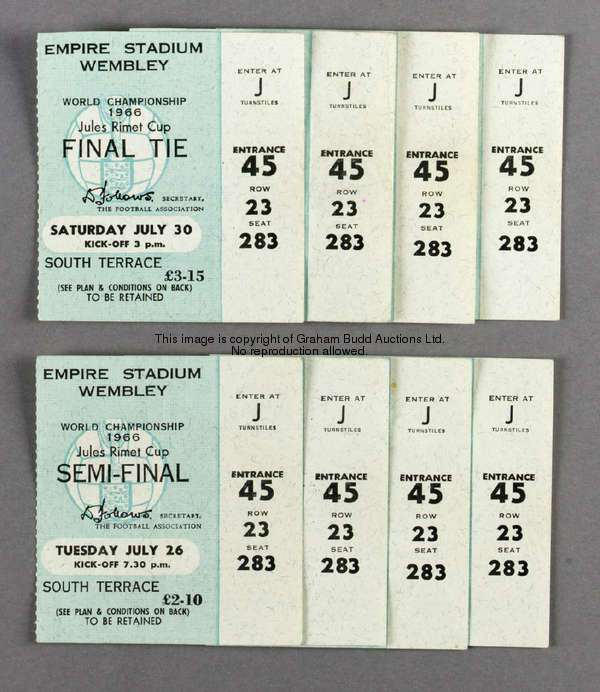 EMPIRE STADIUM
WEMBLEY
WORLD CHAMPIONSHIP
1966
Jules Rimet Cup
FINAL TIE
D. Follows. SECRETARY,
THE FOOTBALL ASSOCIATION
SATURDAY JULY 30
KICK-OFF 3 p.m.
SOUTH TERRACE
£3-15
(SEE PLAN & CONDITIONS ON BACK)
TO BE RETAINED
ENTER AT
J
TURNSTILES
ENTRANCE
45
ROW
23
SEAT
283
ENTER AT
J
TURNSTILES
ENTRANCE
45
ROW
23
SEAT
283
ENTER AT
J
TURNSTILES
ENTRANCE
45
ROW
23
SEAT
283
ENTER AT
J
TURNSTILES
ENTRANCE
45
ROW
23
SEAT
283
This image is copyright of Graham Budd Auctions Ltd.
No reproduction allowed.
EMPIRE STADIUM
WEMBLEY
WORLD CHAMPIONSHIP
1966
Jules Rimet Cup
SEMI-FINAL
D. Follows. SECRETARY,
THE FOOTBALL ASSOCIATION
TUESDAY JULY 26
KICK-OFF 7.30 p.m.
SOUTH TERRACE
£2-10
(SEE PLAN & CONDITIONS ON BACK)
TO BE RETAINED
ENTER AT
J
TURNSTILES
ENTRANCE
45
ROW
23
SEAT
283
ENTER AT
J
TURNSTILES
ENTRANCE
45
ROW
23
SEAT
283
ENTER AT
J
TURNSTILES
ENTRANCE
45
ROW
23
SEAT
283
ENTER AT
J
TURNSTILES
ENTRANCE
45
ROW
23
SEAT
283